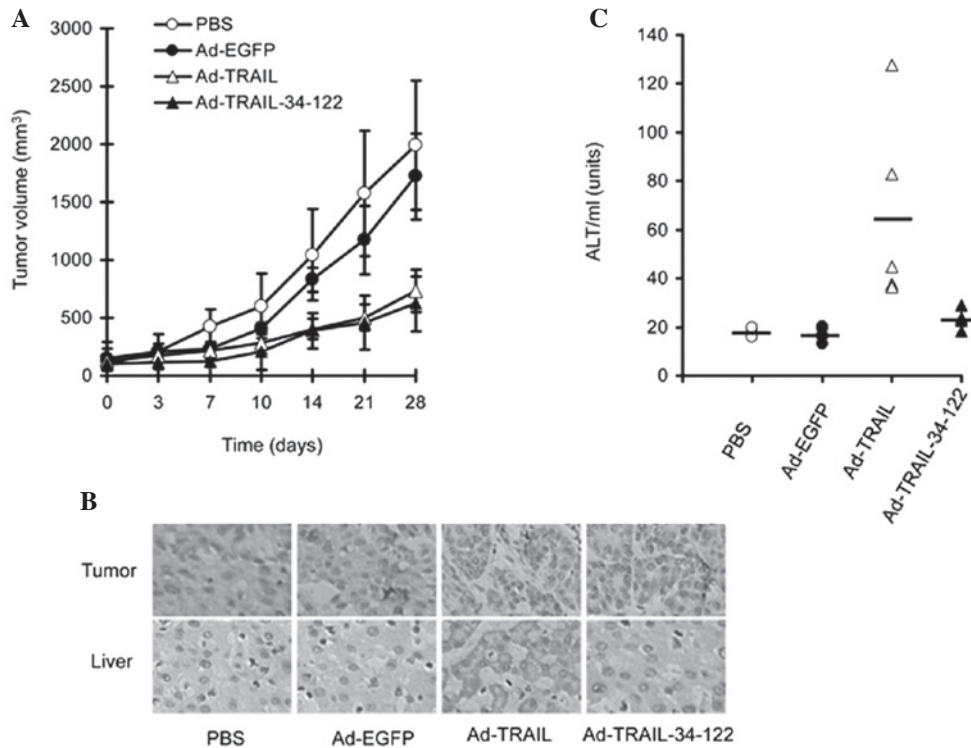 A
PBS
Ad-EGFP
Ad-TRAIL
Ad-TRAIL-34-122
Tumor volume (mm³)
3000
2500
2000
1500
1000
500
0
0 3 7 10 14 21 28
Time (days)
C
ALT/ml (units)
140
120
100
80
60
40
20
0
PBS
Ad-EGFP
Ad-TRAIL
Ad-TRAIL-34-122
B
Tumor
Liver
PBS Ad-EGFP Ad-TRAIL Ad-TRAIL-34-122